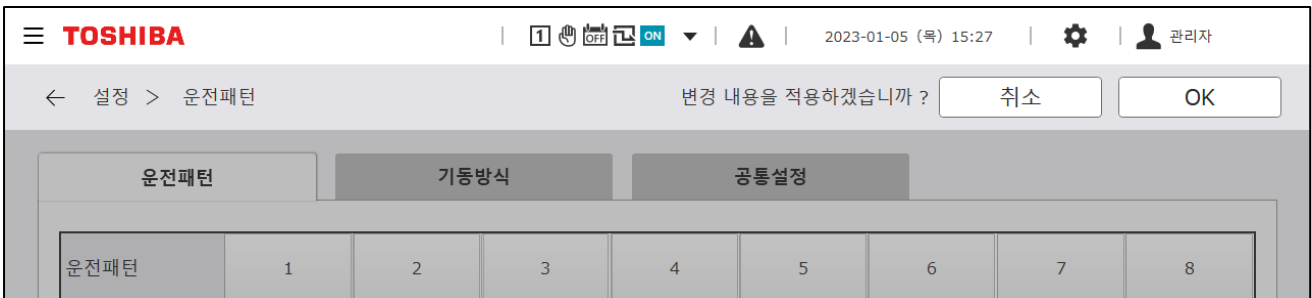 TOSHIBA 1 OFF ON 2023-01-05 (목) 15:27 관리자
설정 > 운전패턴 변경 내용을 적용하겠습니까 ? 취소 OK
운전패턴 기동방식 공통설정
운전패턴 1 2 3 4 5 6 7 8